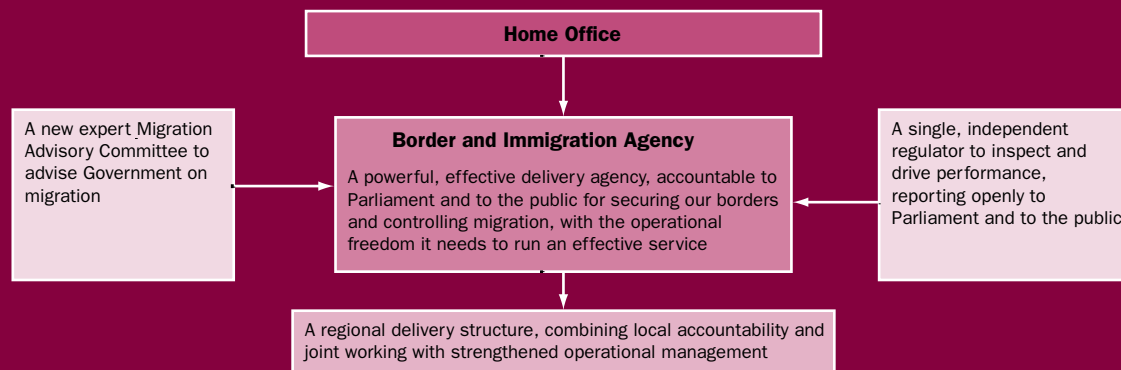 Home Office
A new expert Migration
Advisory Committee to
advise Government on
migration
Border and Immigration Agency
A powerful, effective delivery agency, accountable to
Parliament and to the public for securing our borders
and controlling migration, with the operational
freedom it needs to run an effective service
A single, independent
regulator to inspect and
drive performance,
reporting openly to
Parliament and to the public
A regional delivery structure, combining local accountability and
joint working with strengthened operational management